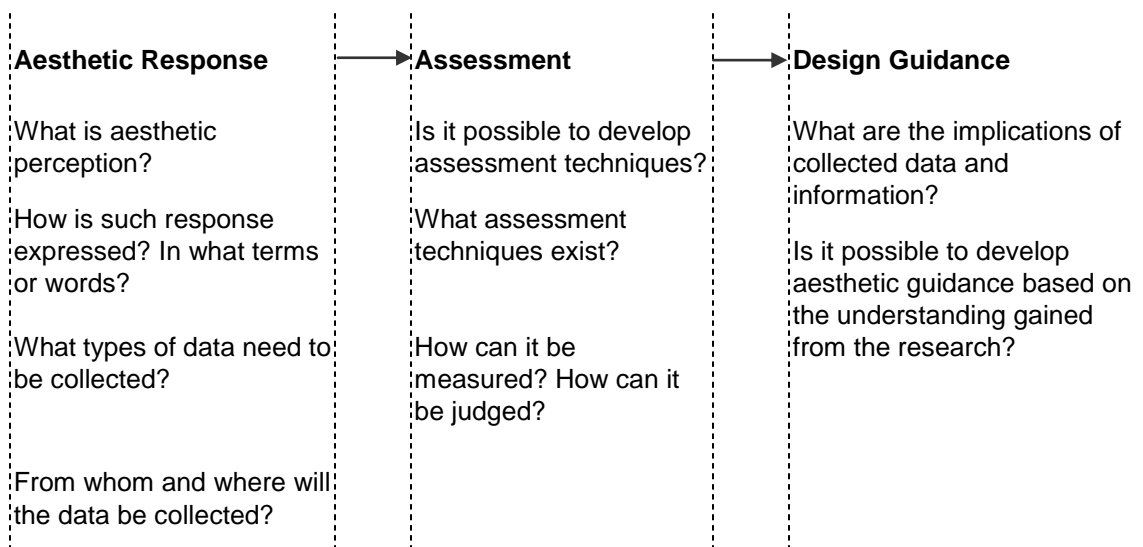 Aesthetic Response
What is aesthetic
perception?
How is such response
expressed? In what terms
or words?
What types of data need to
be collected?
From whom and where will
the data be collected?
Assessment
Is it possible to develop
assessment techniques?
What assessment
techniques exist?
How can it be
measured? How can it
be judged?
Design Guidance
What are the implications of
collected data and
information?
Is it possible to develop
aesthetic guidance based on
the understanding gained
from the research?